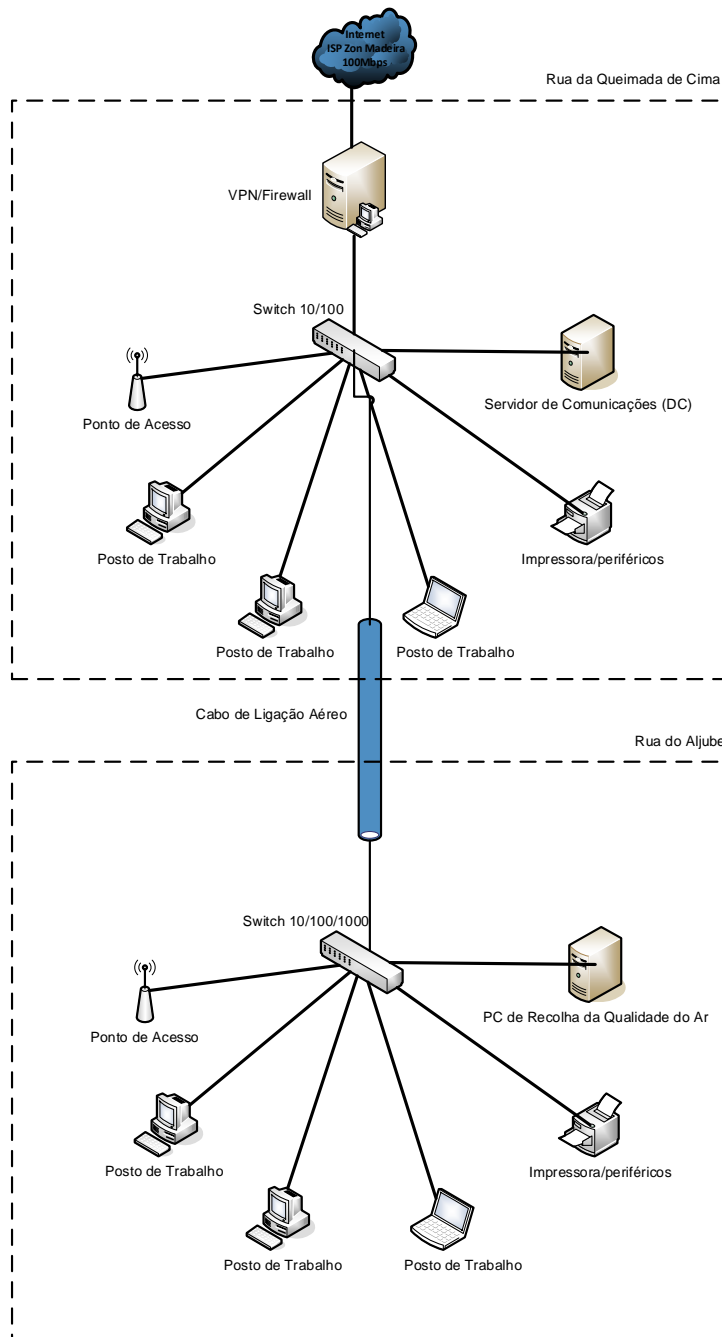 Internet
ISP Zon Madeira
100Mbps
Rua da Queimada de Cima
VPN/Firewall
Switch 10/100
Ponto de Acesso
Servidor de Comunicações (DC)
Posto de Trabalho
Impressora/periféricos
Posto de Trabalho
Posto de Trabalho
Cabo de Ligação Aéreo
Rua do Aljube
Switch 10/100/1000
Ponto de Acesso
PC de Recolha da Qualidade do Ar
Posto de Trabalho
Impressora/periféricos
Posto de Trabalho
Posto de Trabalho